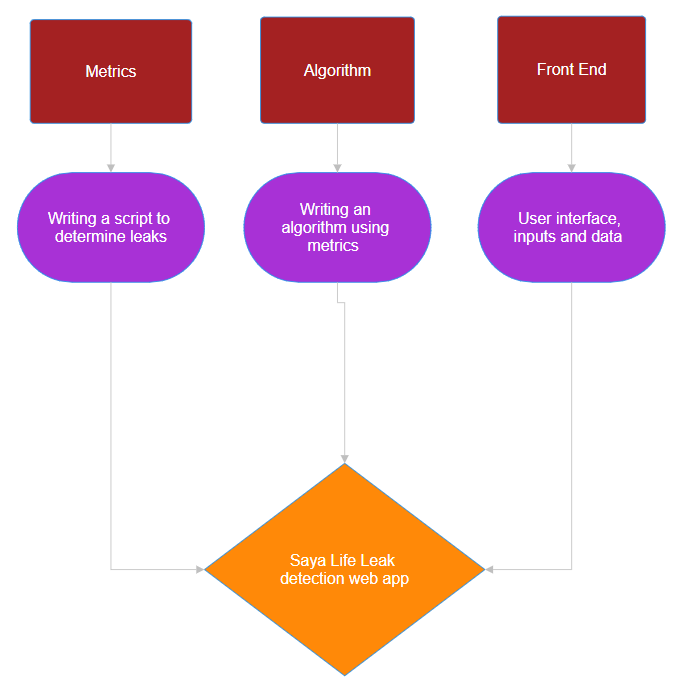 Metrics
Algorithm
Front End
Writing a script to
determine leaks
Writing an
algorithm using
metrics
User interface,
inputs and data
Saya Life Leak
detection web app